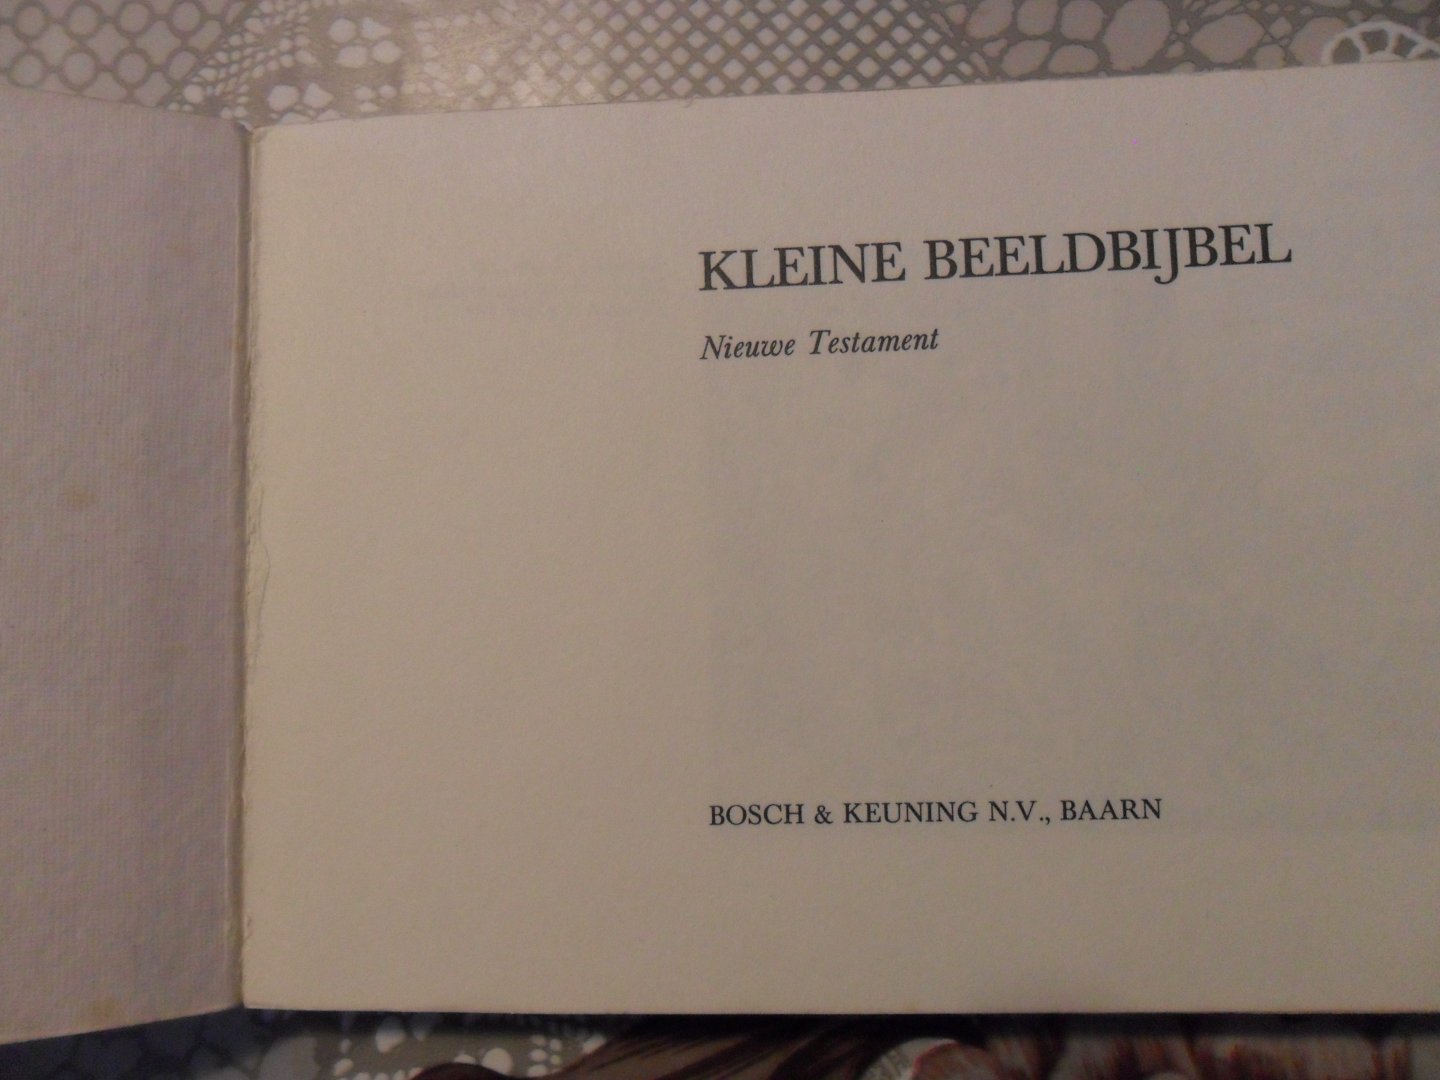 KLEINE BEELDBIJBEL
Nieuwe Testament
BOSCH & KEUNING N.V., BAARN